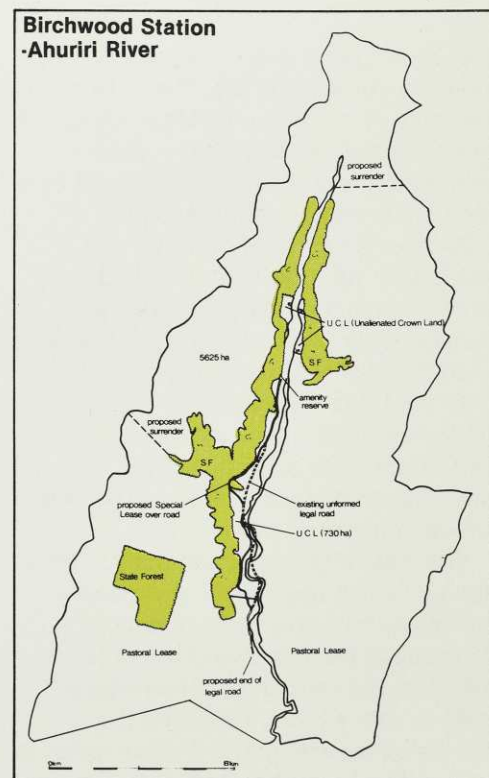 Birchwood Station
-Ahuriri River
proposed
surrender
U C L (Unalienated Crown Land)
5625 ha
S F
amenity
reserve
proposed
surrender
S F
proposed Special
Lease over road
existing unformed
legal road
U C L (730 ha)
State Forest
Pastoral Lease
Pastoral Lease
proposed end of
legal road
0km